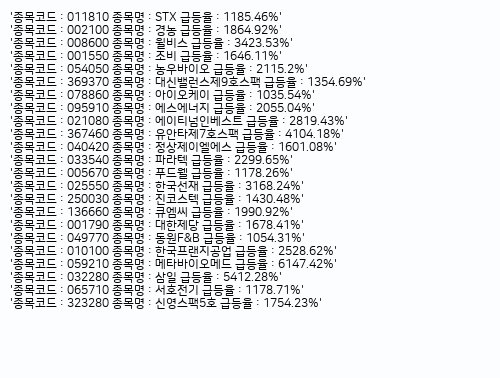 '종목코드 : 011810 종목명 : STX 급등율 : 1185.46%'
'종목코드 : 002100 종목명 : 경농 급등율 : 1864.92%'
'종목코드 : 008600 종목명 : 윌비스 급등율 : 3423.53%'
'종목코드 : 001550 종목명 : 조비 급등율 : 1646.11%'
'종목코드 : 054050 종목명 : 농우바이오 급등율 : 2115.2%'
'종목코드 : 369370 종목명 : 대신밸런스제9호스팩 급등율 : 1354.69%'
'종목코드 : 078860 종목명 : 아이오케이 급등율 : 1035.54%'
'종목코드 : 095910 종목명 : 에스에너지 급등율 : 2055.04%'
'종목코드 : 021080 종목명 : 에이티넘인베스트 급등율 : 2819.43%'
'종목코드 : 367460 종목명 : 유안타제7호스팩 급등율 : 4104.18%'
'종목코드 : 040420 종목명 : 정상제이엘에스 급등율 : 1601.08%'
'종목코드 : 033540 종목명 : 파라텍 급등율 : 2299.65%'
'종목코드 : 005670 종목명 : 푸드웰 급등율 : 1178.26%'
'종목코드 : 025550 종목명 : 한국선재 급등율 : 3168.24%'
'종목코드 : 250030 종목명 : 진코스텍 급등율 : 1430.48%'
'종목코드 : 136660 종목명 : 큐엠씨 급등율 : 1990.92%'
'종목코드 : 001790 종목명 : 대한제당 급등율 : 1678.41%'
'종목코드 : 049770 종목명 : 동원F&B 급등율 : 1054.31%'
'종목코드 : 010100 종목명 : 한국프랜지공업 급등율 : 2528.62%'
'종목코드 : 059210 종목명 : 메타바이오메드 급등율 : 6147.42%'
'종목코드 : 032280 종목명 : 삼일 급등율 : 5412.28%'
'종목코드 : 065710 종목명 : 서호전기 급등율 : 1178.71%'
'종목코드 : 323280 종목명 : 신영스팩5호 급등율 : 1754.23%'